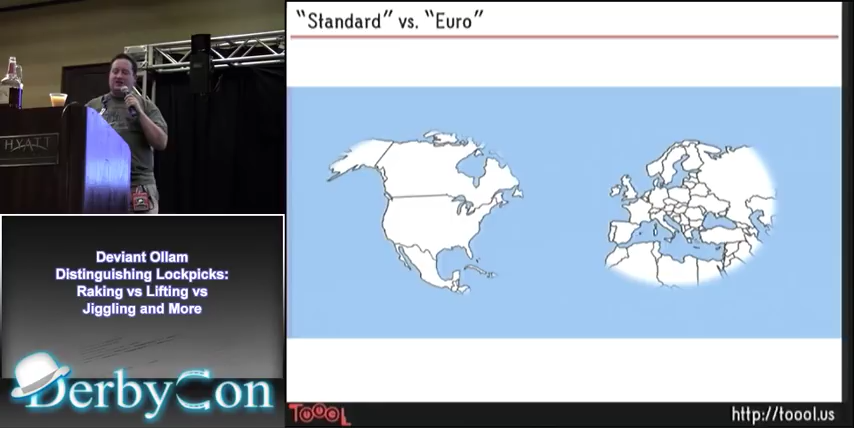 "Standard" vs. "Euro"
HYATT
Deviant Ollam
Distinguishing Lockpicks:
Raking vs Lifting vs
Jiggling and More
DerbyCon
TOOOL
http://toool.us